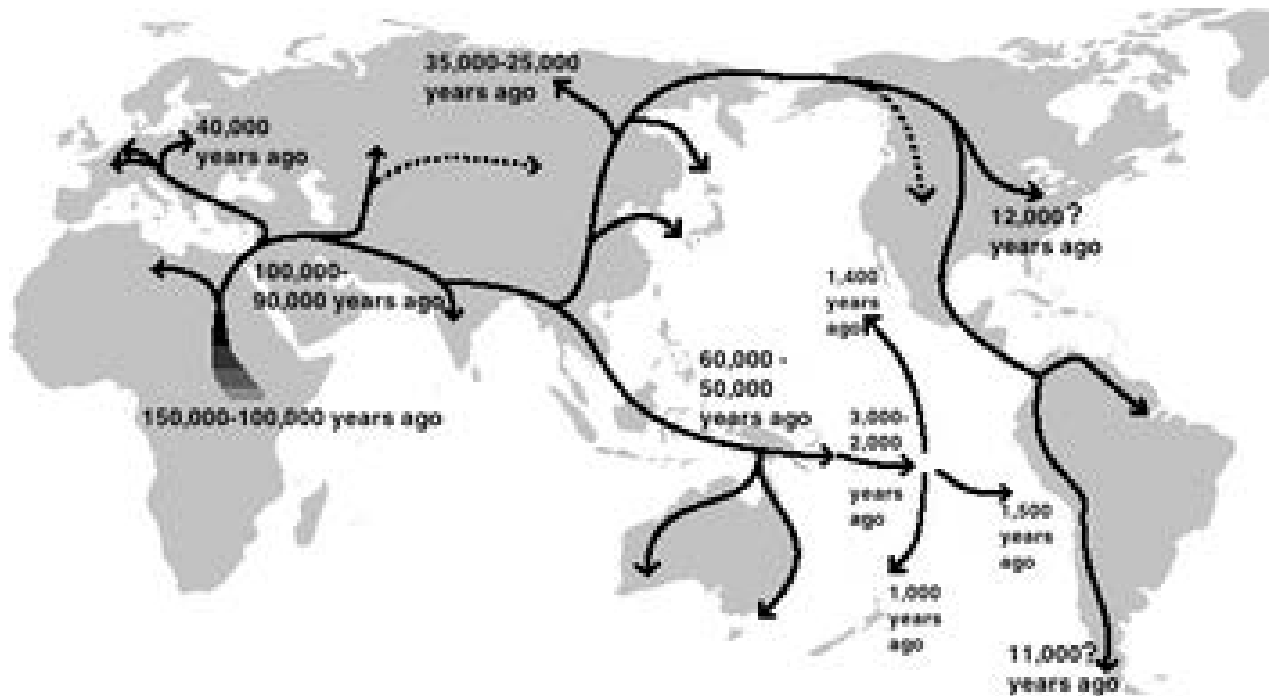 35,000-25,000
years ago
40,000
years ago
100,000-
90,000 years ago
150,000-100,000 years ago
60,000 -
50,000
years ago
3,000-
2,000
years
ago
1,400
years
ago
1,500
years
ago
1,000
years
ago
12,000?
years ago
11,000?
years ago